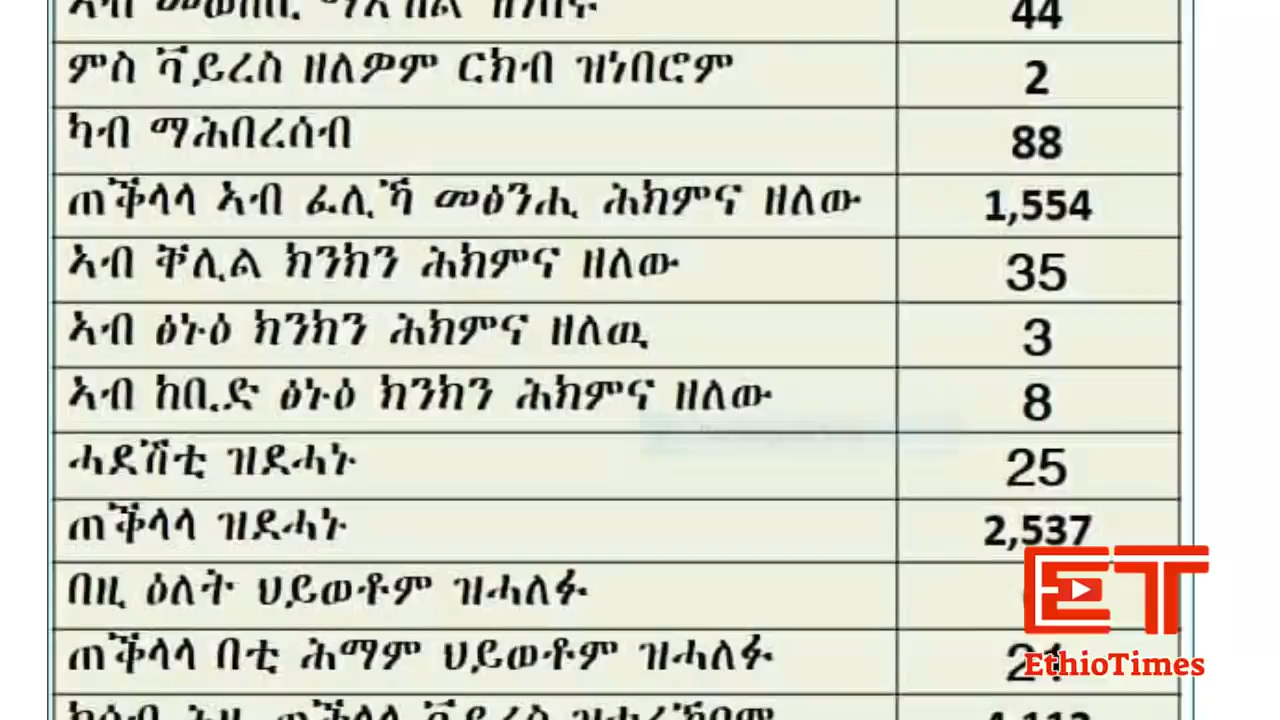 44
ምስ ቫይረስ ዘለዎም ርክብ ዝነበሮም 2
ካብ ማሕበረሰብ 88
ጠቕላላ ኣብ ፈሊኻ መፅንሒ ሕክምና ዘለው 1,554
ኣብ ቐሊል ክንክን ሕክምና ዘለው 35
ኣብ ፅኑዕ ክንክን ሕክምና ዘለዉ 3
ኣብ ከቢድ ፅኑዕ ክንክን ሕክምና ዘለው 8
ሓደሽቲ ዝደሓኑ 25
ጠቕላላ ዝደሓኑ 2,537
በዚ ዕለት ህይወቶም ዝሓለፉ
ጠቕላላ በቲ ሕማም ህይወቶም ዝሓለፉ
ET
EthioTimes